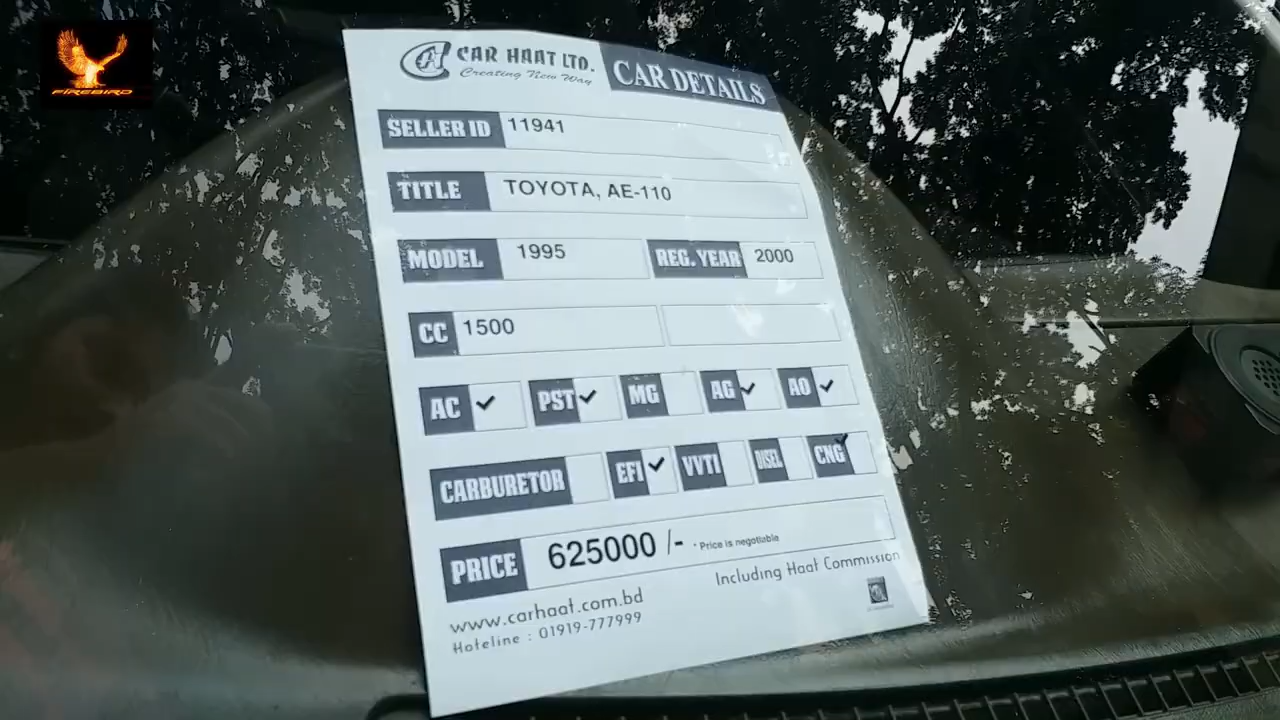 FIREBIRD
CAR HAAT LTD.
Creating New Way
CAR DETAILS
SELLER ID 11941
TITLE TOYOTA, AE-110
MODEL 1995 REG. YEAR 2000
CC 1500
AC ✓ PST ✓ MG AG ✓ AO ✓
CARBURETOR EFI ✓ VVTI DISEL CNG ✓
PRICE 625000 /- * Price is negotiable
Including Haat Commission
www.carhaat.com.bd
Hoteline : 01919-777999